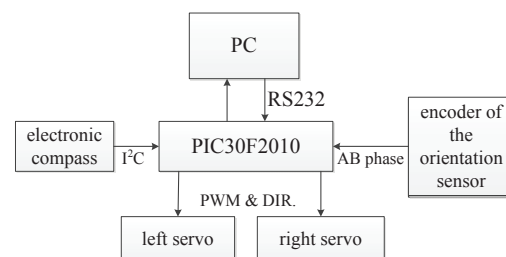 PC
RS232
electronic
compass
I²C
PIC30F2010
AB phase
encoder of
the
orientation
sensor
PWM & DIR.
left servo
right servo